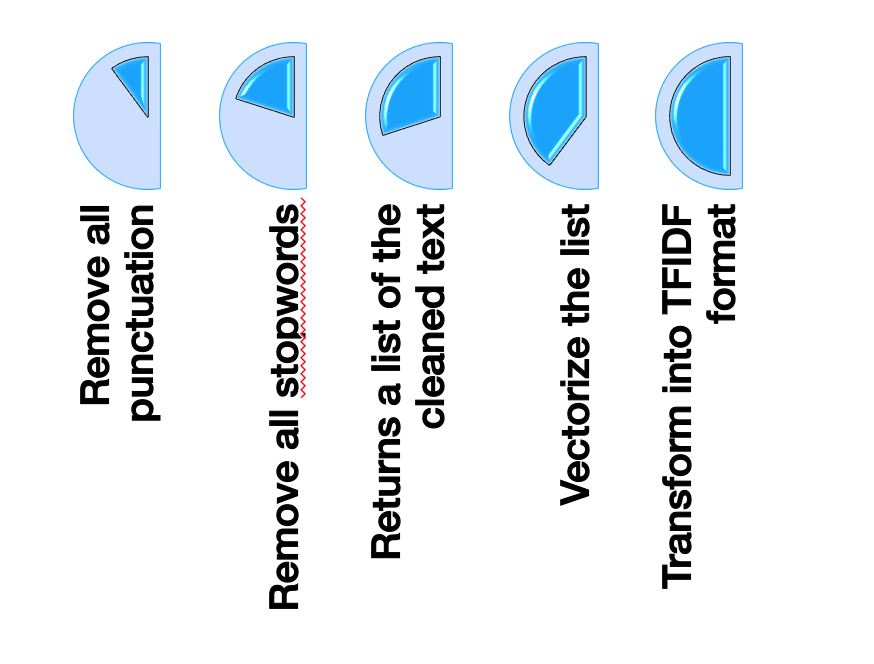 Remove all
punctuation
Remove all stopwords
Returns a list of the
cleaned text
Vectorize the list
Transform into TFIDF
format